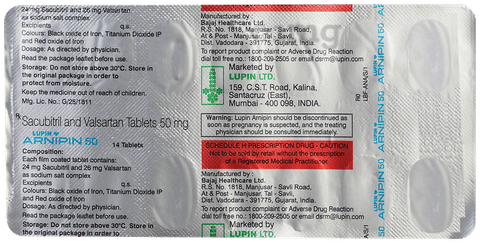 24 mg Sacubitril and 26 mg Valsartan
as sodium salt complex
Excipients q.s.
Colours: Black oxide of Iron, Titanium Dioxide IP
and Red oxide of Iron
Dosage: As directed by physician.
Read the package leaflet before use.
Storage: Do not store above 30°C. Store in
the original package in order to
protect from moisture.
Keep the medicine out of reach of children.
Mfg. Lic. No.: G/25/1811
Rx Sacubitril and Valsartan Tablets 50 mg
LUPIN
ARNIPIN 50
14 Tablets
Composition:
Each film coated tablet contains:
24 mg Sacubitril and 26 mg Valsartan
as sodium salt complex
Excipients q.s.
Colours: Black oxide of Iron, Titanium Dioxide IP
and Red oxide of Iron
Dosage: As directed by physician.
Read the package leaflet before use.
Storage: Do not store above 30°C. Store in
the original package in order to
Manufactured by :
Bajaj Healthcare Ltd.
R.S. No. 1818, Manjusar - Savli Road,
At & Post - Manjusar. Tal - Savli,
Dist. Vadodara - 391775, Gujarat, India.
To report product complaint or Adverse Drug Reaction
dial toll free no.: 1800-209-2505 or email dsrm@lupin.com
Marketed by
LUPIN LTD.
159, C.S.T. Road, Kalina,
Santacruz (East),
Mumbai - 400 098, INDIA.
Warning: Lupin Arnipin should be discontinued as
soon as pregnancy is suspected, and the treating
physician should be consulted immediately.
SCHEDULE H PRESCRIPTION DRUG - CAUTION
Not to be sold by retail without the prescription
of a Registered Medical Practitioner.
Manufactured by :
Bajaj Healthcare Ltd.
R.S. No. 1818, Manjusar - Savli Road,
At & Post - Manjusar. Tal - Savli,
Dist. Vadodara - 391775, Gujarat, India.
To report product complaint or Adverse Drug Reaction
dial toll free no.: 1800-209-2505 or email dsrm@lupin.com
Marketed by
LUPIN LTD.
LUPIN
ARNIPIN 50
R0
LBF ANA/S/1
LUPIN
ARNIPIN 50